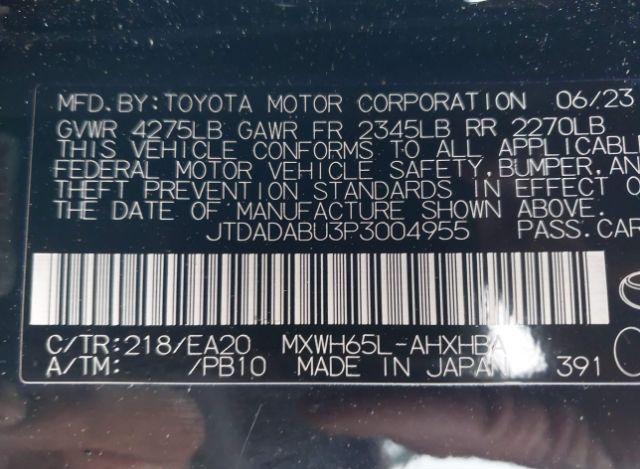 MFD. BY: TOYOTA MOTOR CORPORATION 06/23
GVWR 4275LB GAWR FR 2345LB RR 2270LB
THIS VEHICLE CONFORMS TO ALL APPLICABLE
FEDERAL MOTOR VEHICLE SAFETY, BUMPER, AN
THEFT PREVENTION STANDARDS IN EFFECT O
THE DATE OF MANUFACTURE SHOWN ABOVE.
JTDADABU3P3004955 PASS. CAR
C/TR: 218/EA20 MXWH65L-AHXHBA
A/TM: /PB10 MADE IN JAPAN 391